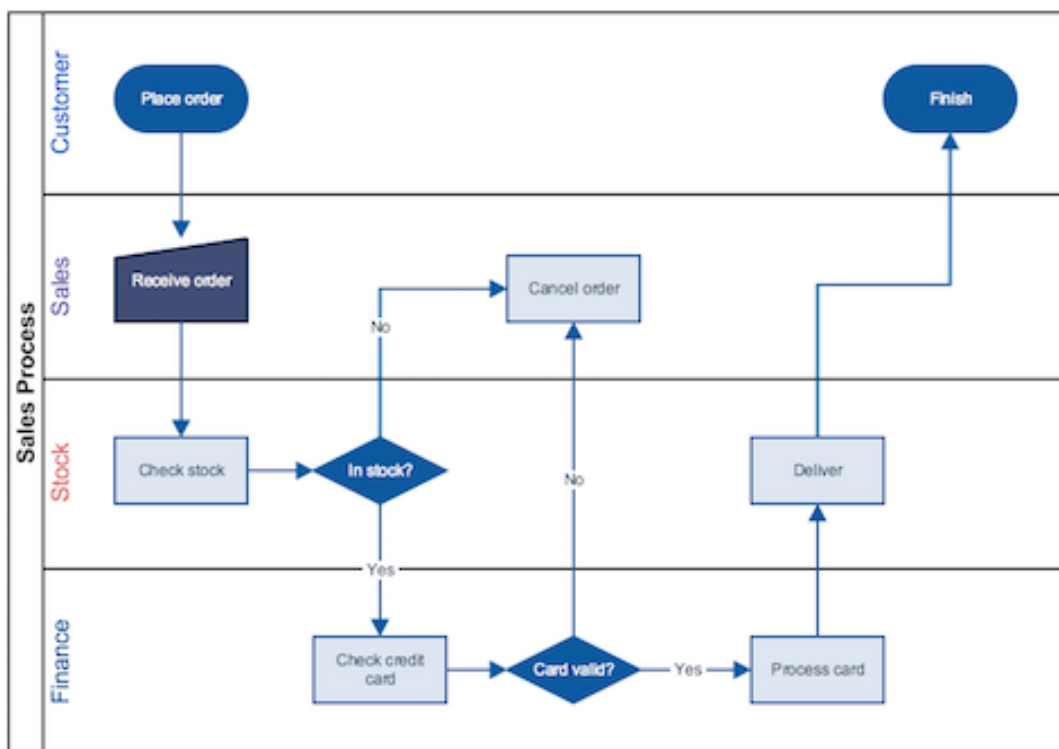 Sales Process
Customer
Place order
Finish
Sales
Receive order
Cancel order
No
Stock
Check stock
In stock?
No
Deliver
Yes
Finance
Check credit
card
Card valid?
Yes
Process card